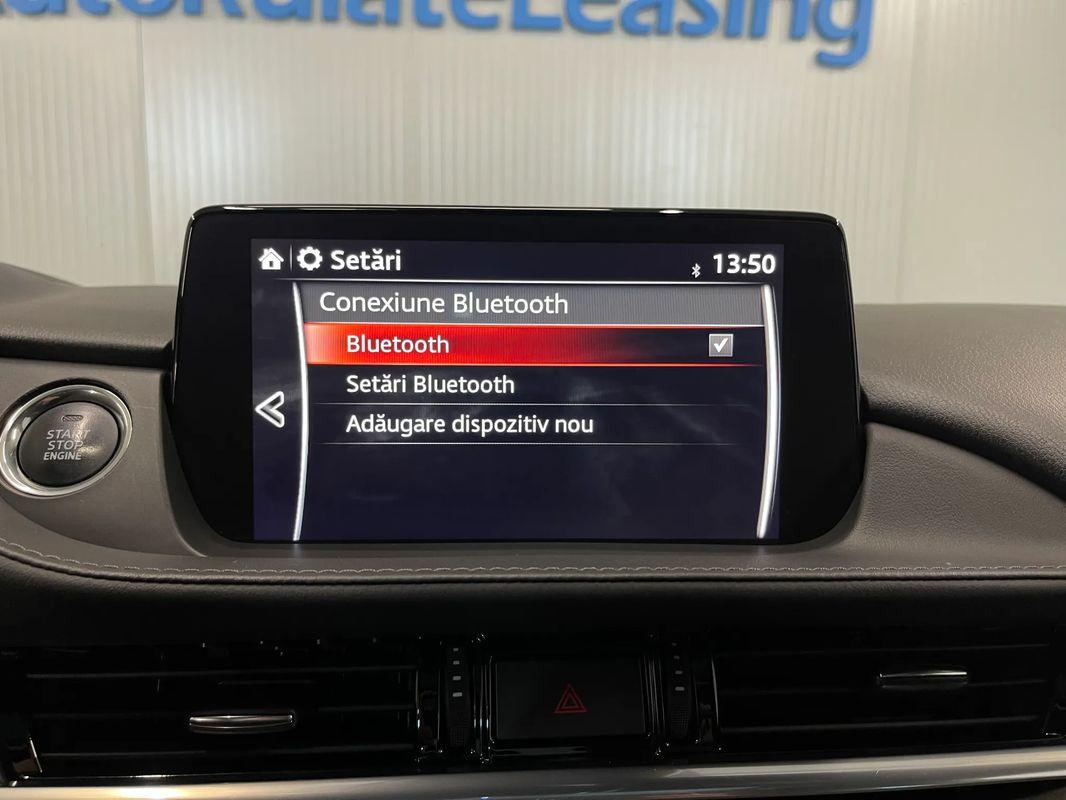 AutoRulateLeasing
Setări
13:50
Conexiune Bluetooth
Bluetooth
Setări Bluetooth
Adăugare dispozitiv nou
START
STOP
ENGINE